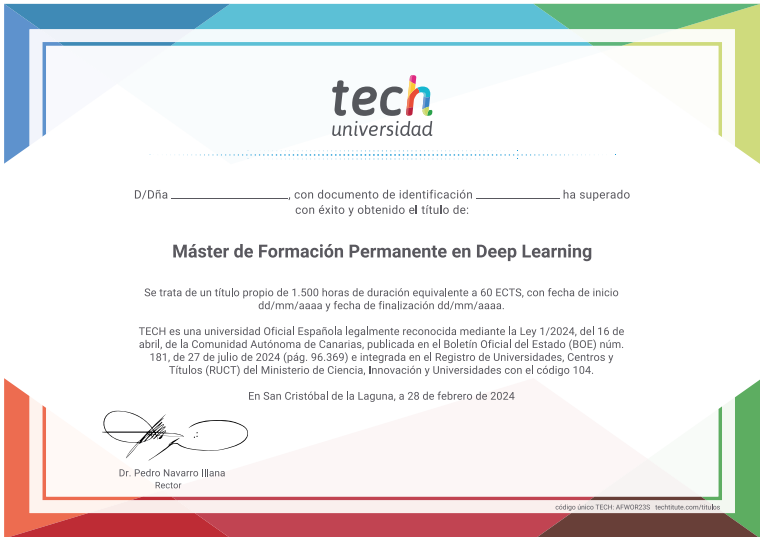 tech
universidad
D/Dña ____________________, con documento de identificación ______________ ha superado
con éxito y obtenido el título de:
Máster de Formación Permanente en Deep Learning
Se trata de un título propio de 1.500 horas de duración equivalente a 60 ECTS, con fecha de inicio
dd/mm/aaaa y fecha de finalización dd/mm/aaaa.
TECH es una universidad Oficial Española legalmente reconocida mediante la Ley 1/2024, del 16 de
abril, de la Comunidad Autónoma de Canarias, publicada en el Boletín Oficial del Estado (BOE) núm.
181, de 27 de julio de 2024 (pág. 96.369) e integrada en el Registro de Universidades, Centros y
Títulos (RUCT) del Ministerio de Ciencia, Innovación y Universidades con el código 104.
En San Cristóbal de la Laguna, a 28 de febrero de 2024
Dr. Pedro Navarro Illana
Rector
código único TECH: AFWOR23S techtitute.com/titulos